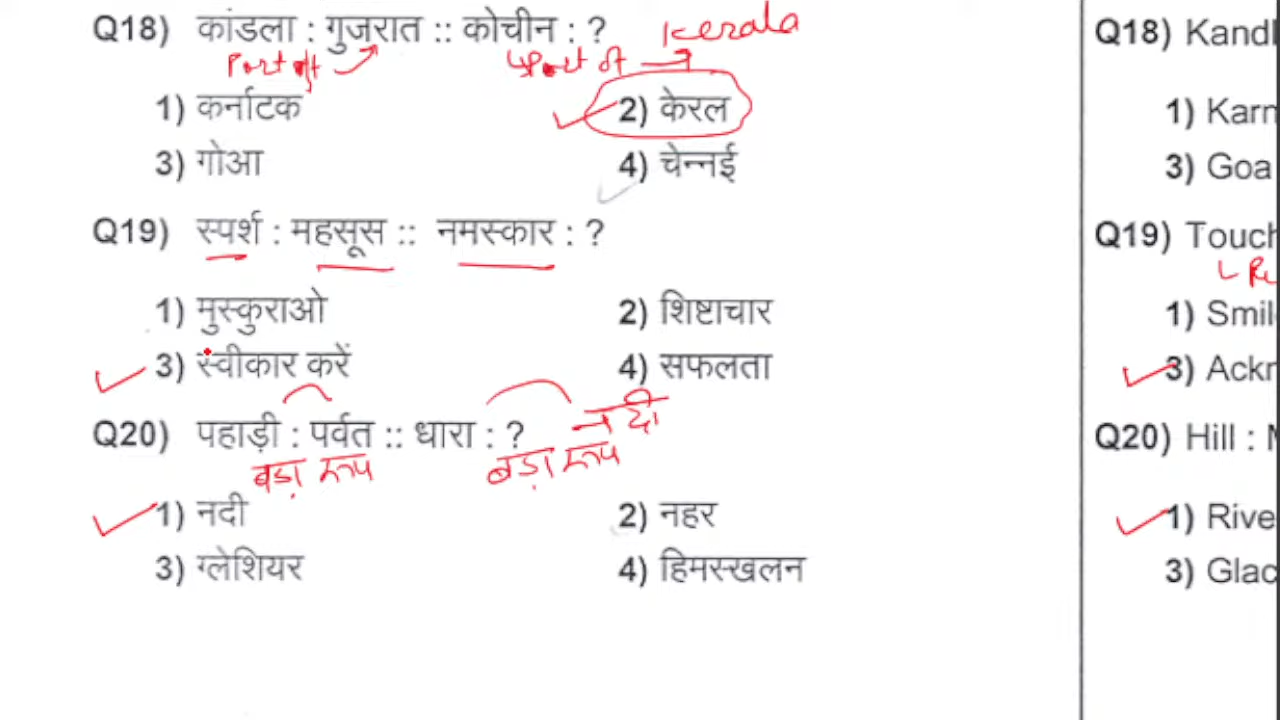 Q18) कांडला : गुजरात :: कोचीन : ? Kerala
Port of Port of
1) कर्नाटक 2) केरल
3) गोआ 4) चेन्नई
Q19) स्पर्श : महसूस :: नमस्कार : ?
1) मुस्कुराओ 2) शिष्टाचार
3) स्वीकार करें 4) सफलता
Q20) पहाड़ी : पर्वत :: धारा : ? नदी
बड़ा रूप बड़ा रूप
1) नदी 2) नहर
3) ग्लेशियर 4) हिमस्खलन
Q18) Kandl
1) Karn
3) Goa
Q19) Touch
1) Smil
3) Ackn
Q20) Hill :
1) Rive
3) Glac